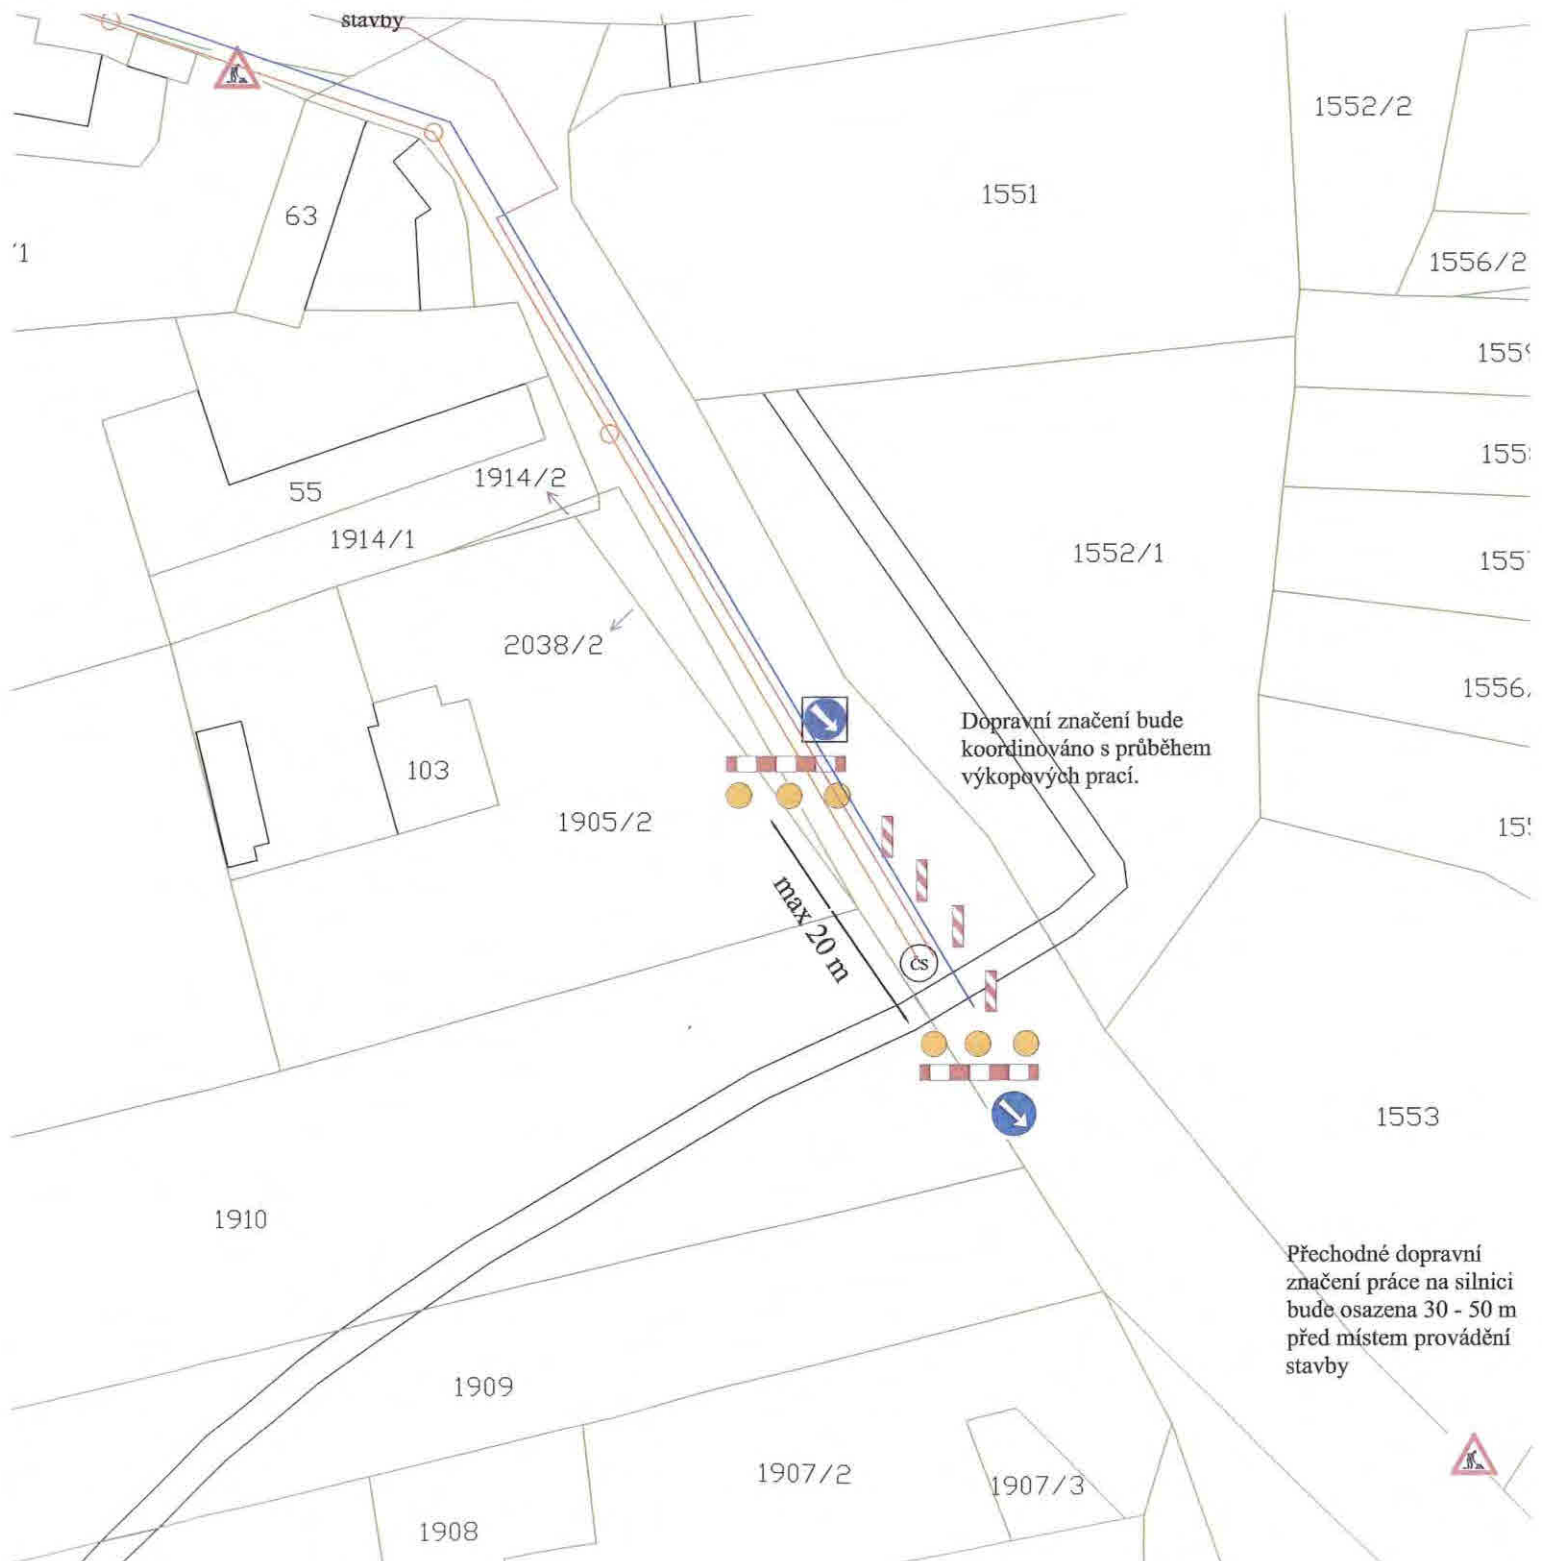 stavby
1552/2
1551
63
1556/2
1914/2
55
1914/1
1552/1
2038/2
Dopravní značení bude
koordinováno s průběhem
výkopových prací.
103
1905/2
max 20 m
ČS
1553
1910
Přechodné dopravní
značení práce na silnici
bude osazena 30 - 50 m
před místem provádění
stavby
1909
1907/2
1907/3
1908